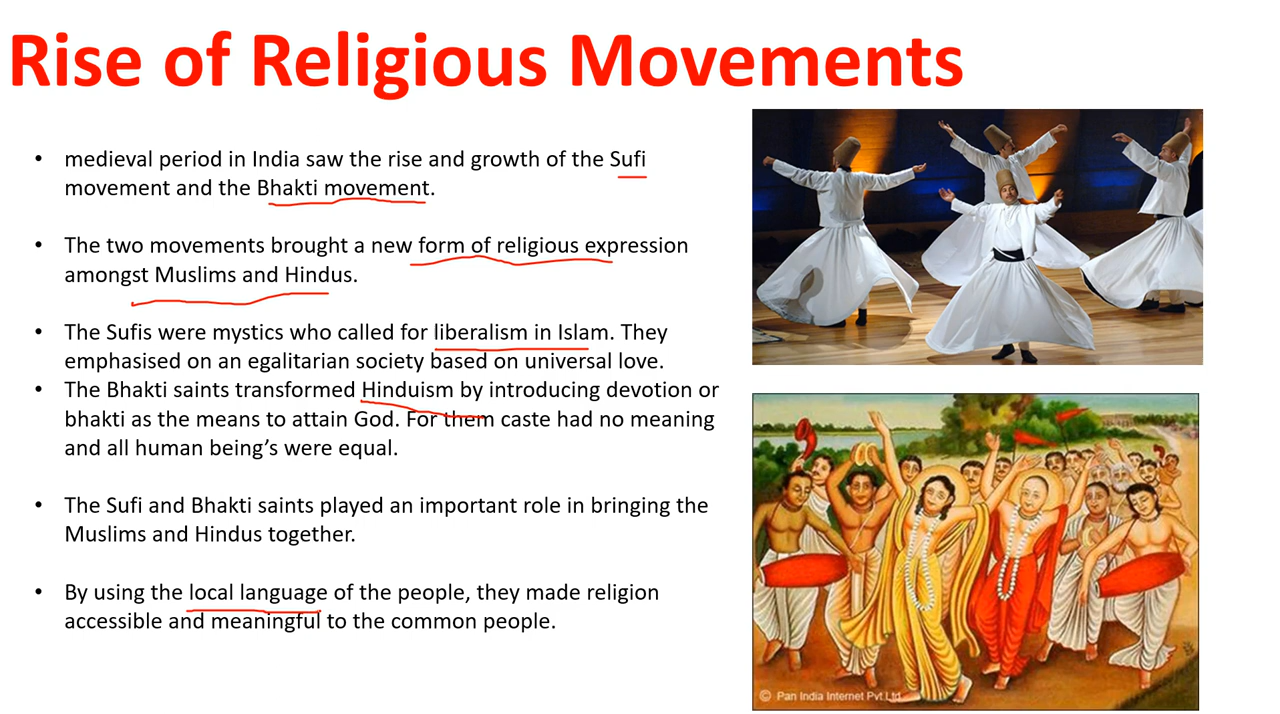 Rise of Religious Movements
• medieval period in India saw the rise and growth of the Sufi
movement and the Bhakti movement.
• The two movements brought a new form of religious expression
amongst Muslims and Hindus.
• The Sufis were mystics who called for liberalism in Islam. They
emphasised on an egalitarian society based on universal love.
• The Bhakti saints transformed Hinduism by introducing devotion or
bhakti as the means to attain God. For them caste had no meaning
and all human being’s were equal.
• The Sufi and Bhakti saints played an important role in bringing the
Muslims and Hindus together.
• By using the local language of the people, they made religion
accessible and meaningful to the common people.
© Pan India Internet Pvt.Ltd.